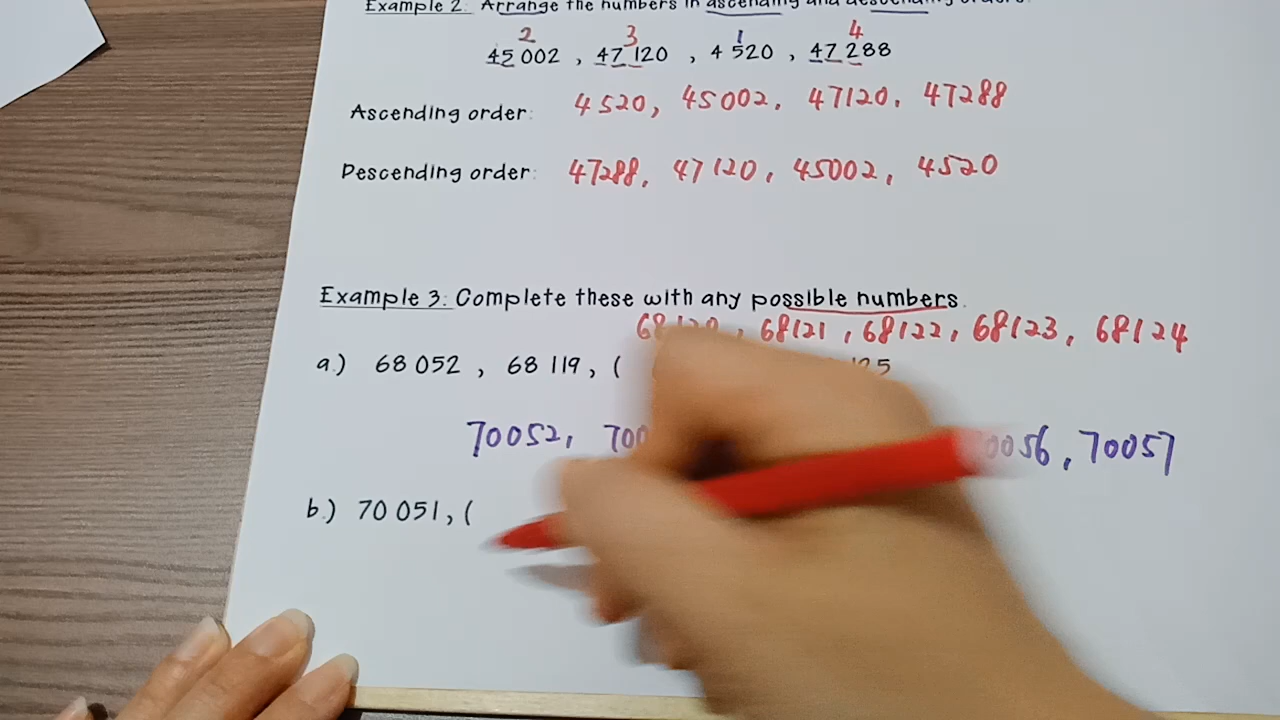 Example 2: Arrange the numbers in ascending and descending orders.
2 3 1 4
45 002 , 47 120 , 4 520 , 47 288
Ascending order: 4520, 45002, 47120, 47288
Descending order: 47288, 47120, 45002, 4520
Example 3: Complete these with any possible numbers.
68120, 68121, 68122, 68123, 68124
a.) 68 052 , 68 119 , (
70052, 0056, 70057
b.) 70 051, (